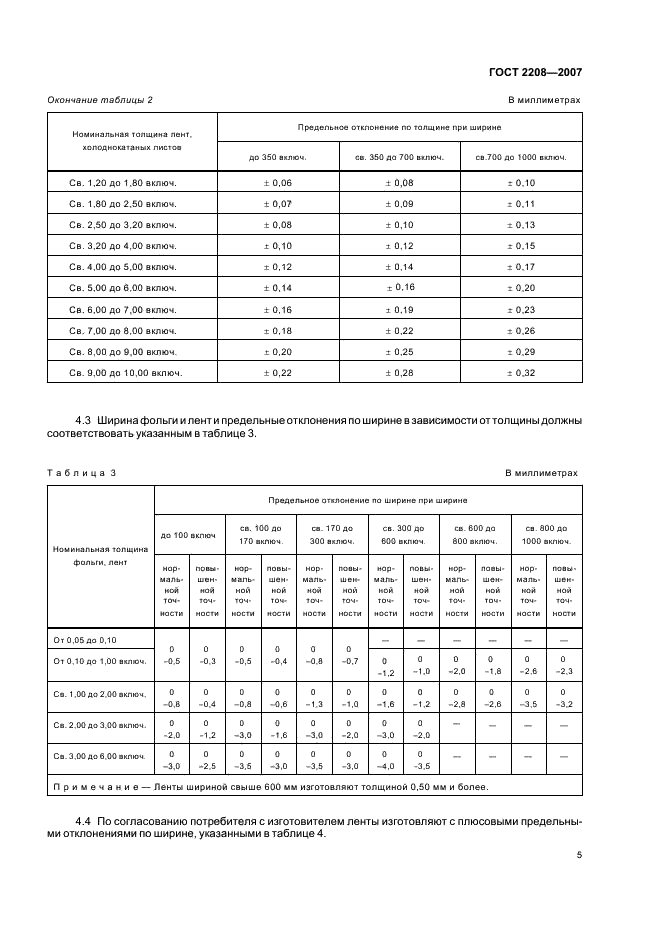 ГОСТ 2208—2007
Окончание таблицы 2 В миллиметрах
Номинальная толщина лент, холоднокатаных листов
Предельное отклонение по толщине при ширине
до 350 включ. св. 350 до 700 включ. св.700 до 1000 включ.
Св. 1,20 до 1,80 включ. ± 0,06 ± 0,08 ± 0,10
Св. 1,80 до 2,50 включ. ± 0,07 ± 0,09 ± 0,11
Св. 2,50 до 3,20 включ. ± 0,08 ± 0,10 ± 0,13
Св. 3,20 до 4,00 включ. ± 0,10 ± 0,12 ± 0,15
Св. 4,00 до 5,00 включ. ± 0,12 ± 0,14 ± 0,17
Св. 5,00 до 6,00 включ. ± 0,14 ± 0,16 ± 0,20
Св. 6,00 до 7,00 включ. ± 0,16 ± 0,19 ± 0,23
Св. 7,00 до 8,00 включ. ± 0,18 ± 0,22 ± 0,26
Св. 8,00 до 9,00 включ. ± 0,20 ± 0,25 ± 0,29
Св. 9,00 до 10,00 включ. ± 0,22 ± 0,28 ± 0,32
4.3 Ширина фольги и лент и предельные отклонения по ширине в зависимости от толщины должны
соответствовать указанным в таблице 3.
Таблица 3 В миллиметрах
Номинальная толщина фольги, лент
Предельное отклонение по ширине при ширине
до 100 включ св. 100 до 170 включ. св. 170 до 300 включ. св. 300 до 600 включ. св. 600 до 800 включ. св. 800 до 1000 включ.
нор- повы- нор- повы- нор- повы- нор- повы- нор- повы- нор- повы-
маль- шен- маль- шен- маль- шен- маль- шен- маль- шен- маль- шен-
ной ной ной ной ной ной ной ной ной ной ной ной
точ- точ- точ- точ- точ- точ- точ- точ- точ- точ- точ- точ-
ности ности ности ности ности ности ности ности ности ности ности ности
От 0,05 до 0,10 — — — — — —
0 0 0 0 0 0
От 0,10 до 1,00 включ. –0,5 –0,3 –0,5 –0,4 –0,8 –0,7 0 0 0 0 0 0
–1,2 –1,0 –2,0 –1,8 –2,6 –2,3
Св. 1,00 до 2,00 включ. 0 0 0 0 0 0 0 0 0 0 0 0
–0,8 –0,4 –0,8 –0,6 –1,3 –1,0 –1,6 –1,2 –2,8 –2,6 –3,5 –3,2
Св. 2,00 до 3,00 включ. 0 0 0 0 0 0 0 0 — — — —
–2,0 –1,2 –3,0 –1,6 –3,0 –2,0 –3,0 –2,0
Св. 3,00 до 6,00 включ. 0 0 0 0 0 0 0 0 — — — —
–3,0 –2,5 –3,5 –3,0 –3,5 –3,0 –4,0 –3,5
Примечание — Ленты шириной свыше 600 мм изготовляют толщиной 0,50 мм и более.
4.4 По согласованию потребителя с изготовителем ленты изготовляют с плюсовыми предельны-
ми отклонениями по ширине, указанными в таблице 4.
5